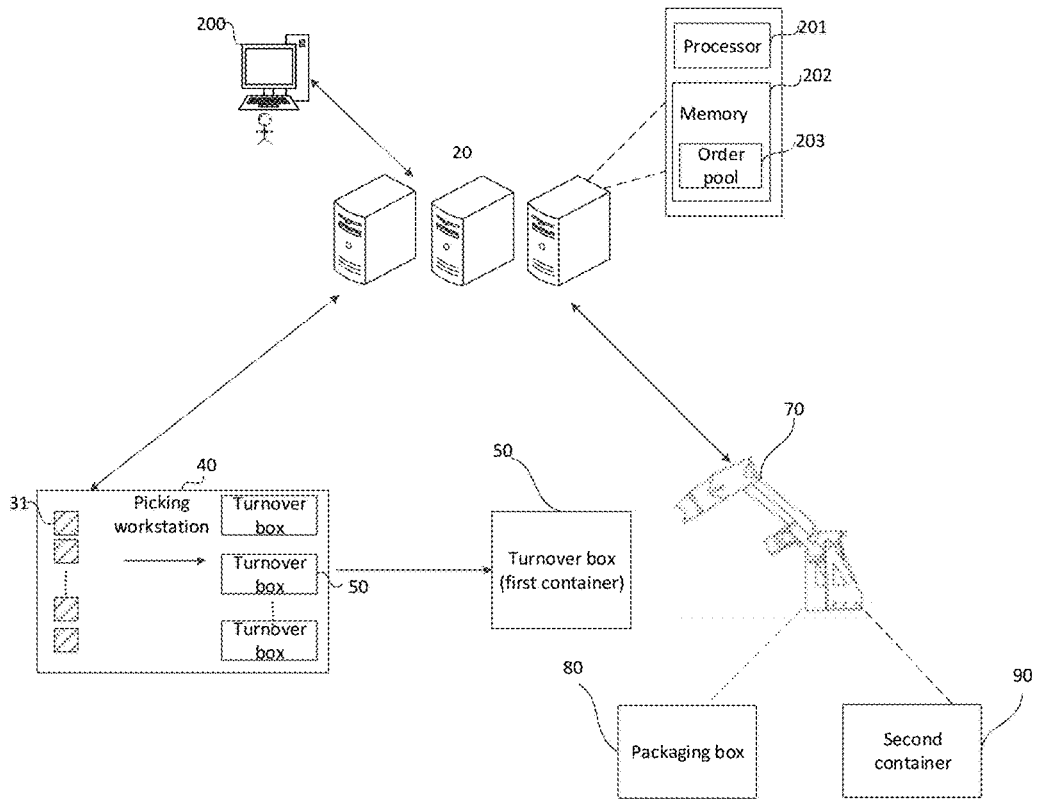 200
Processor
201
202
Memory
Order
pool
203
20
70
40
50
31
Picking
workstation
Turnover
box
Turnover
box
50
Turnover
box
Turnover box
(first container)
80
90
Packaging box
Second
container